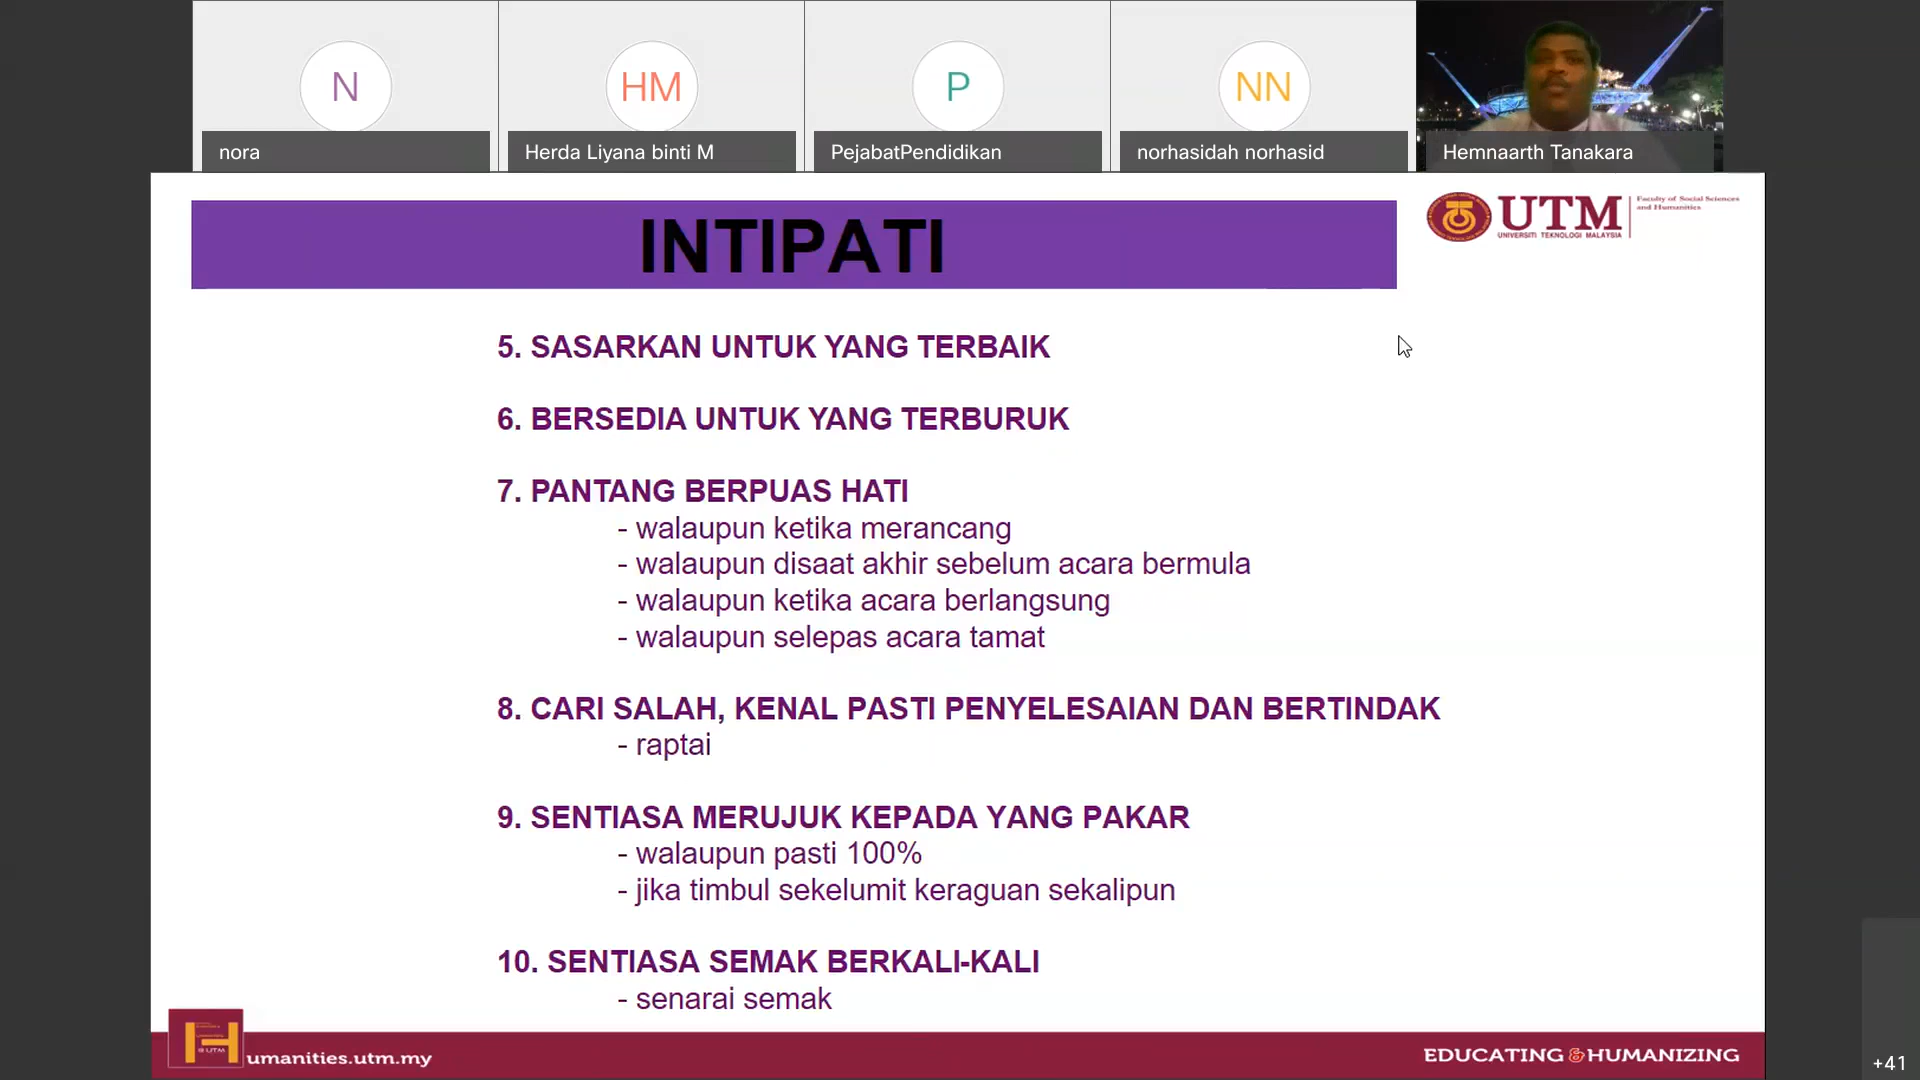 N
HM
P
NN
nora
Herda Liyana binti M
PejabatPendidikan
norhasidah norhasid
Hemnaarth Tanakara
INTIPATI
UTM
UNIVERSITI TEKNOLOGI MALAYSIA
Faculty of Social Sciences
and Humanities
5. SASARKAN UNTUK YANG TERBAIK
6. BERSEDIA UNTUK YANG TERBURUK
7. PANTANG BERPUAS HATI
- walaupun ketika merancang
- walaupun disaat akhir sebelum acara bermula
- walaupun ketika acara berlangsung
- walaupun selepas acara tamat
8. CARI SALAH, KENAL PASTI PENYELESAIAN DAN BERTINDAK
- raptai
9. SENTIASA MERUJUK KEPADA YANG PAKAR
- walaupun pasti 100%
- jika timbul sekelumit keraguan sekalipun
10. SENTIASA SEMAK BERKALI-KALI
- senarai semak
H
@ UTM
umanities.utm.my
EDUCATING & HUMANIZING
+41